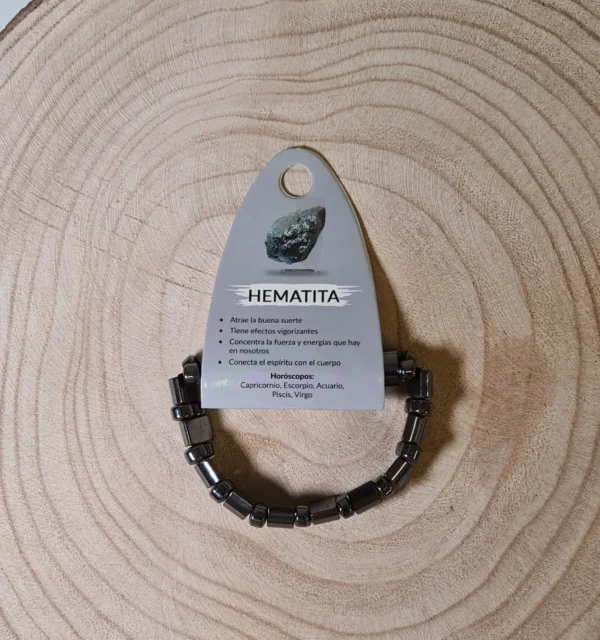 HEMATITA
• Atrae la buena suerte
• Tiene efectos vigorizantes
• Concentra la fuerza y energías que hay
en nosotros
• Conecta el espíritu con el cuerpo
Horóscopos:
Capricornio, Escorpio, Acuario,
Piscis, Virgo